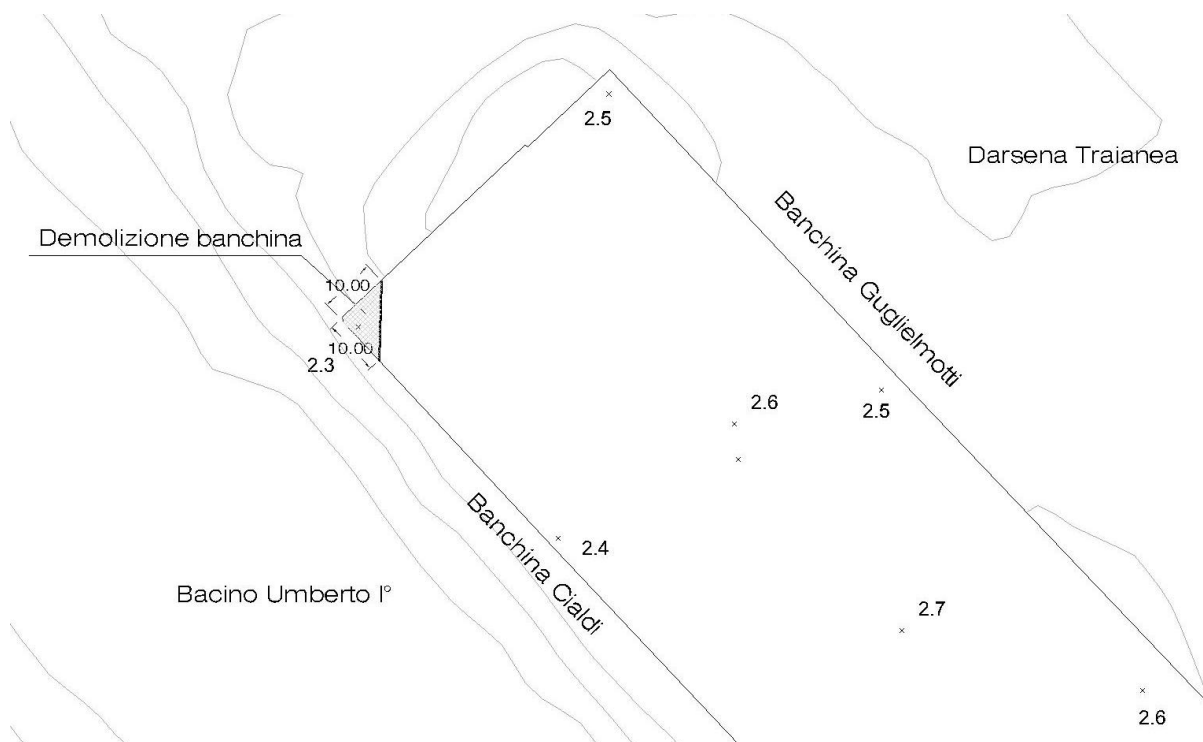 2.5
Darsena Traianea
Banchina Guglielmotti
Demolizione banchina
10.00
10.00
2.3
2.6
2.5
Banchina Cialdi
2.4
Bacino Umberto I°
2.7
2.6